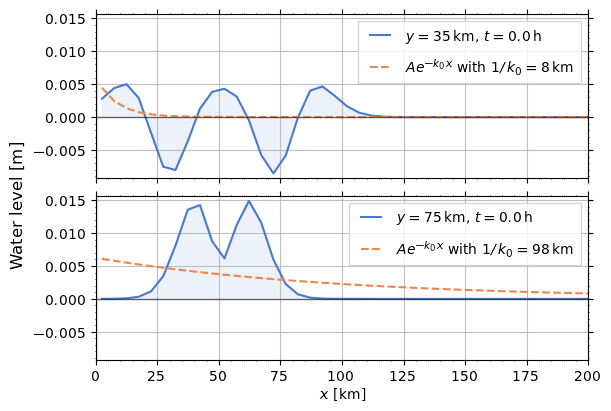 0.015
0.010
0.005
0.000
−0.005
y = 35 km, t = 0.0 h
Ae^{−k₀x} with 1/k₀ = 8 km
Water level [m]
0.015
0.010
0.005
0.000
−0.005
y = 75 km, t = 0.0 h
Ae^{−k₀x} with 1/k₀ = 98 km
0 25 50 75 100 125 150 175 200
x [km]